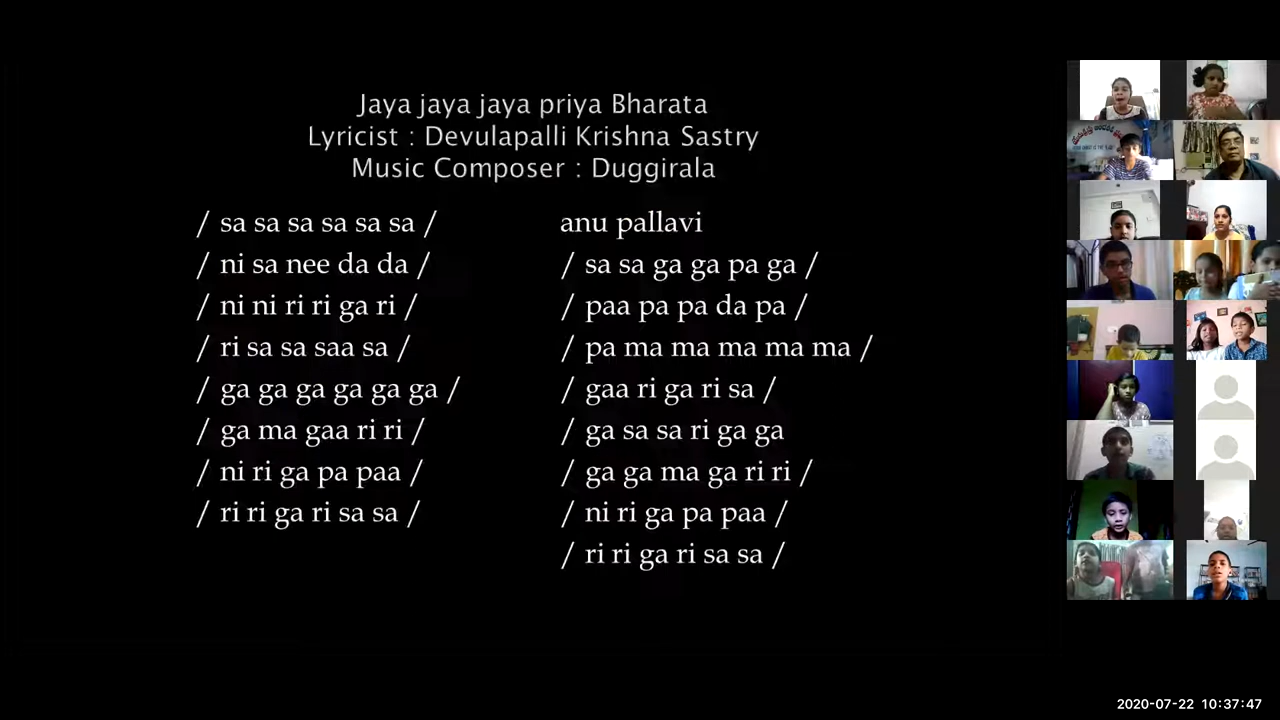 Jaya jaya jaya priya Bharata
Lyricist : Devulapalli Krishna Sastry
Music Composer : Duggirala
/ sa sa sa sa sa sa /
/ ni sa nee da da /
/ ni ni ri ri ga ri /
/ ri sa sa saa sa /
/ ga ga ga ga ga ga /
/ ga ma gaa ri ri /
/ ni ri ga pa paa /
/ ri ri ga ri sa sa /
anu pallavi
/ sa sa ga ga pa ga /
/ paa pa pa da pa /
/ pa ma ma ma ma ma /
/ gaa ri ga ri sa /
/ ga sa sa ri ga ga
/ ga ga ma ga ri ri /
/ ni ri ga pa paa /
/ ri ri ga ri sa sa /
2020-07-22 10:37:47